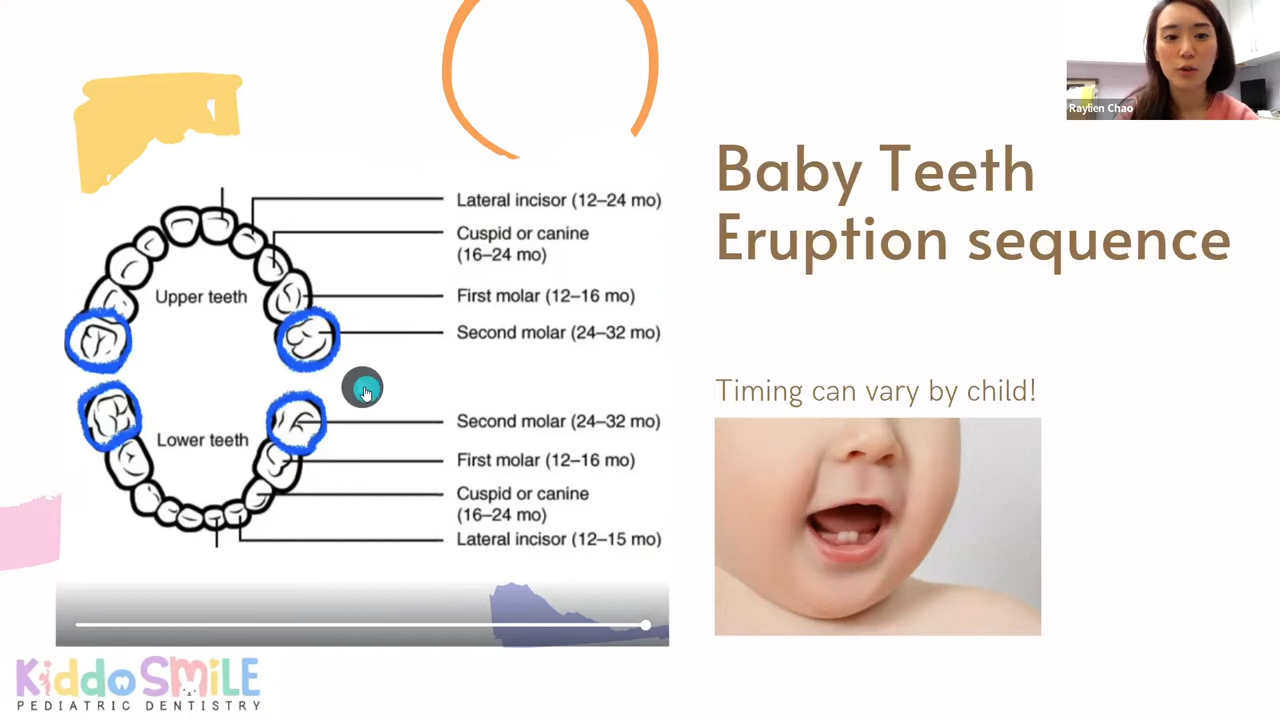 Raylien Chao
Baby Teeth
Eruption sequence
Lateral incisor (12–24 mo)
Cuspid or canine
(16–24 mo)
Upper teeth
First molar (12–16 mo)
Second molar (24–32 mo)
Timing can vary by child!
Second molar (24–32 mo)
Lower teeth
First molar (12–16 mo)
Cuspid or canine
(16–24 mo)
Lateral incisor (12–15 mo)
KiddoSMiLE
PEDIATRIC DENTISTRY